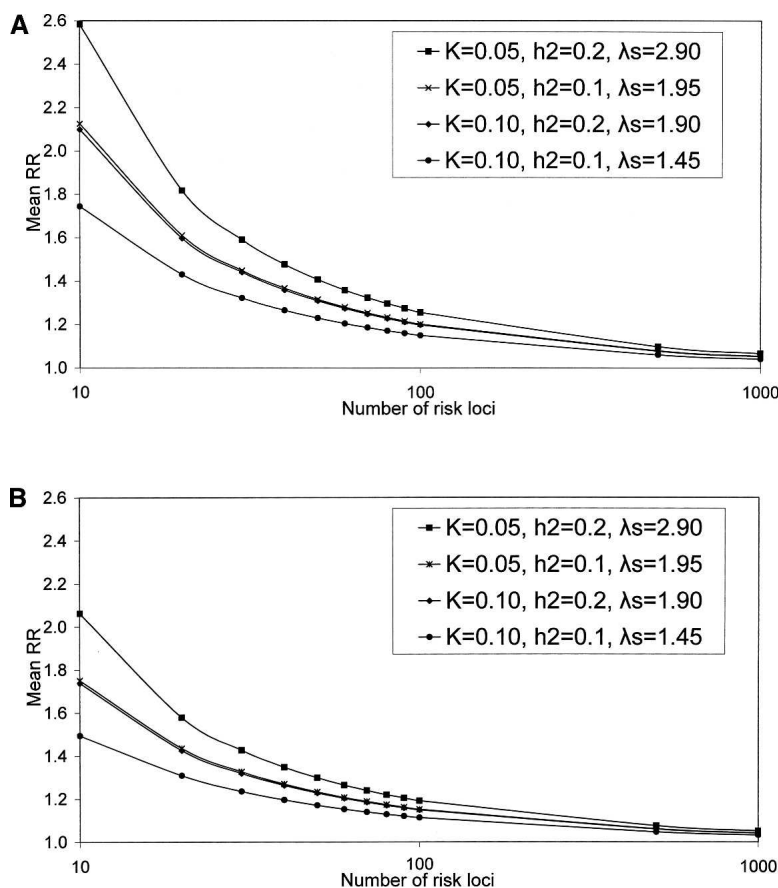 A
2.6
2.4
2.2
2.0
1.8
1.6
1.4
1.2
1.0
Mean RR
K=0.05, h2=0.2, λs=2.90
K=0.05, h2=0.1, λs=1.95
K=0.10, h2=0.2, λs=1.90
K=0.10, h2=0.1, λs=1.45
10
100
1000
Number of risk loci
B
2.6
2.4
2.2
2.0
1.8
1.6
1.4
1.2
1.0
Mean RR
K=0.05, h2=0.2, λs=2.90
K=0.05, h2=0.1, λs=1.95
K=0.10, h2=0.2, λs=1.90
K=0.10, h2=0.1, λs=1.45
10
100
1000
Number of risk loci